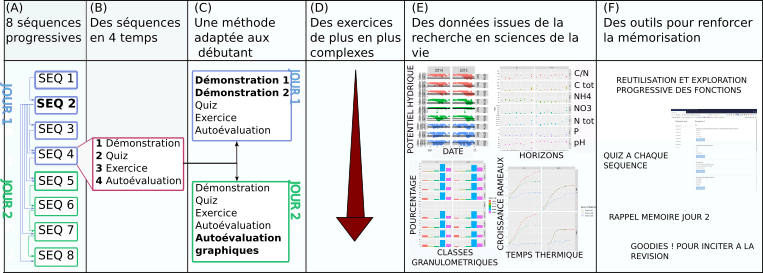 (A)
8 séquences
progressives
(B)
Des séquences
en 4 temps
(C)
Une méthode
adaptée aux
débutant
(D)
Des exercices
de plus en plus
complexes
(E)
Des données issues de la
recherche en sciences de la
vie
(F)
Des outils pour renforcer
la mémorisation
JOUR 1
JOUR 2
SEQ 1
SEQ 2
SEQ 3
SEQ 4
SEQ 5
SEQ 6
SEQ 7
SEQ 8
1 Démonstration
2 Quiz
3 Exercice
4 Autoévaluation
Démonstration 1
Démonstration 2
Quiz
Exercice
Autoévaluation
JOUR 1
Démonstration
Quiz
Exercice
Autoévaluation
Autoévaluation
graphiques
JOUR 2
POTENTIEL HYDRIQUE
DATE
C/N
C tot
NH4
NO3
N tot
P
pH
HORIZONS
POURCENTAGE
CLASSES
GRANULOMETRIQUES
CROISSANCE RAMEAUX
TEMPS THERMIQUE
REUTILISATION ET EXPLORATION
PROGRESSIVE DES FONCTIONS
QUIZ A CHAQUE
SEQUENCE
RAPPEL MEMOIRE JOUR 2
GOODIES ! POUR INCITER A LA
REVISION